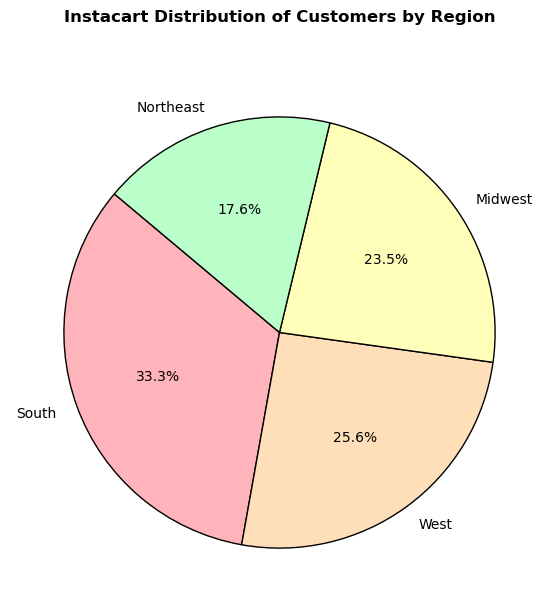 Instacart Distribution of Customers by Region
Northeast
Midwest
17.6%
23.5%
33.3%
South
25.6%
West